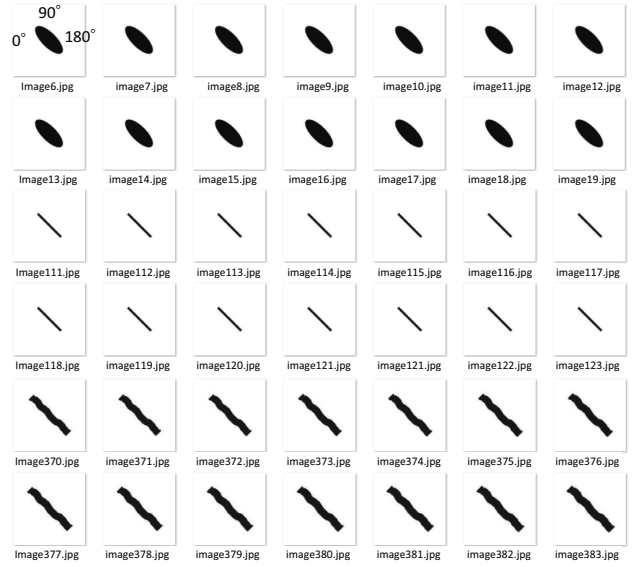 90°
0°
180°
Image6.jpg image7.jpg image8.jpg image9.jpg image10.jpg image11.jpg image12.jpg
Image13.jpg image14.jpg image15.jpg image16.jpg image17.jpg image18.jpg image19.jpg
Image111.jpg image112.jpg image113.jpg image114.jpg image115.jpg image116.jpg image117.jpg
Image118.jpg image119.jpg image120.jpg image121.jpg image121.jpg image122.jpg image123.jpg
Image370.jpg image371.jpg image372.jpg image373.jpg image374.jpg image375.jpg image376.jpg
Image377.jpg image378.jpg image379.jpg image380.jpg image381.jpg image382.jpg image383.jpg